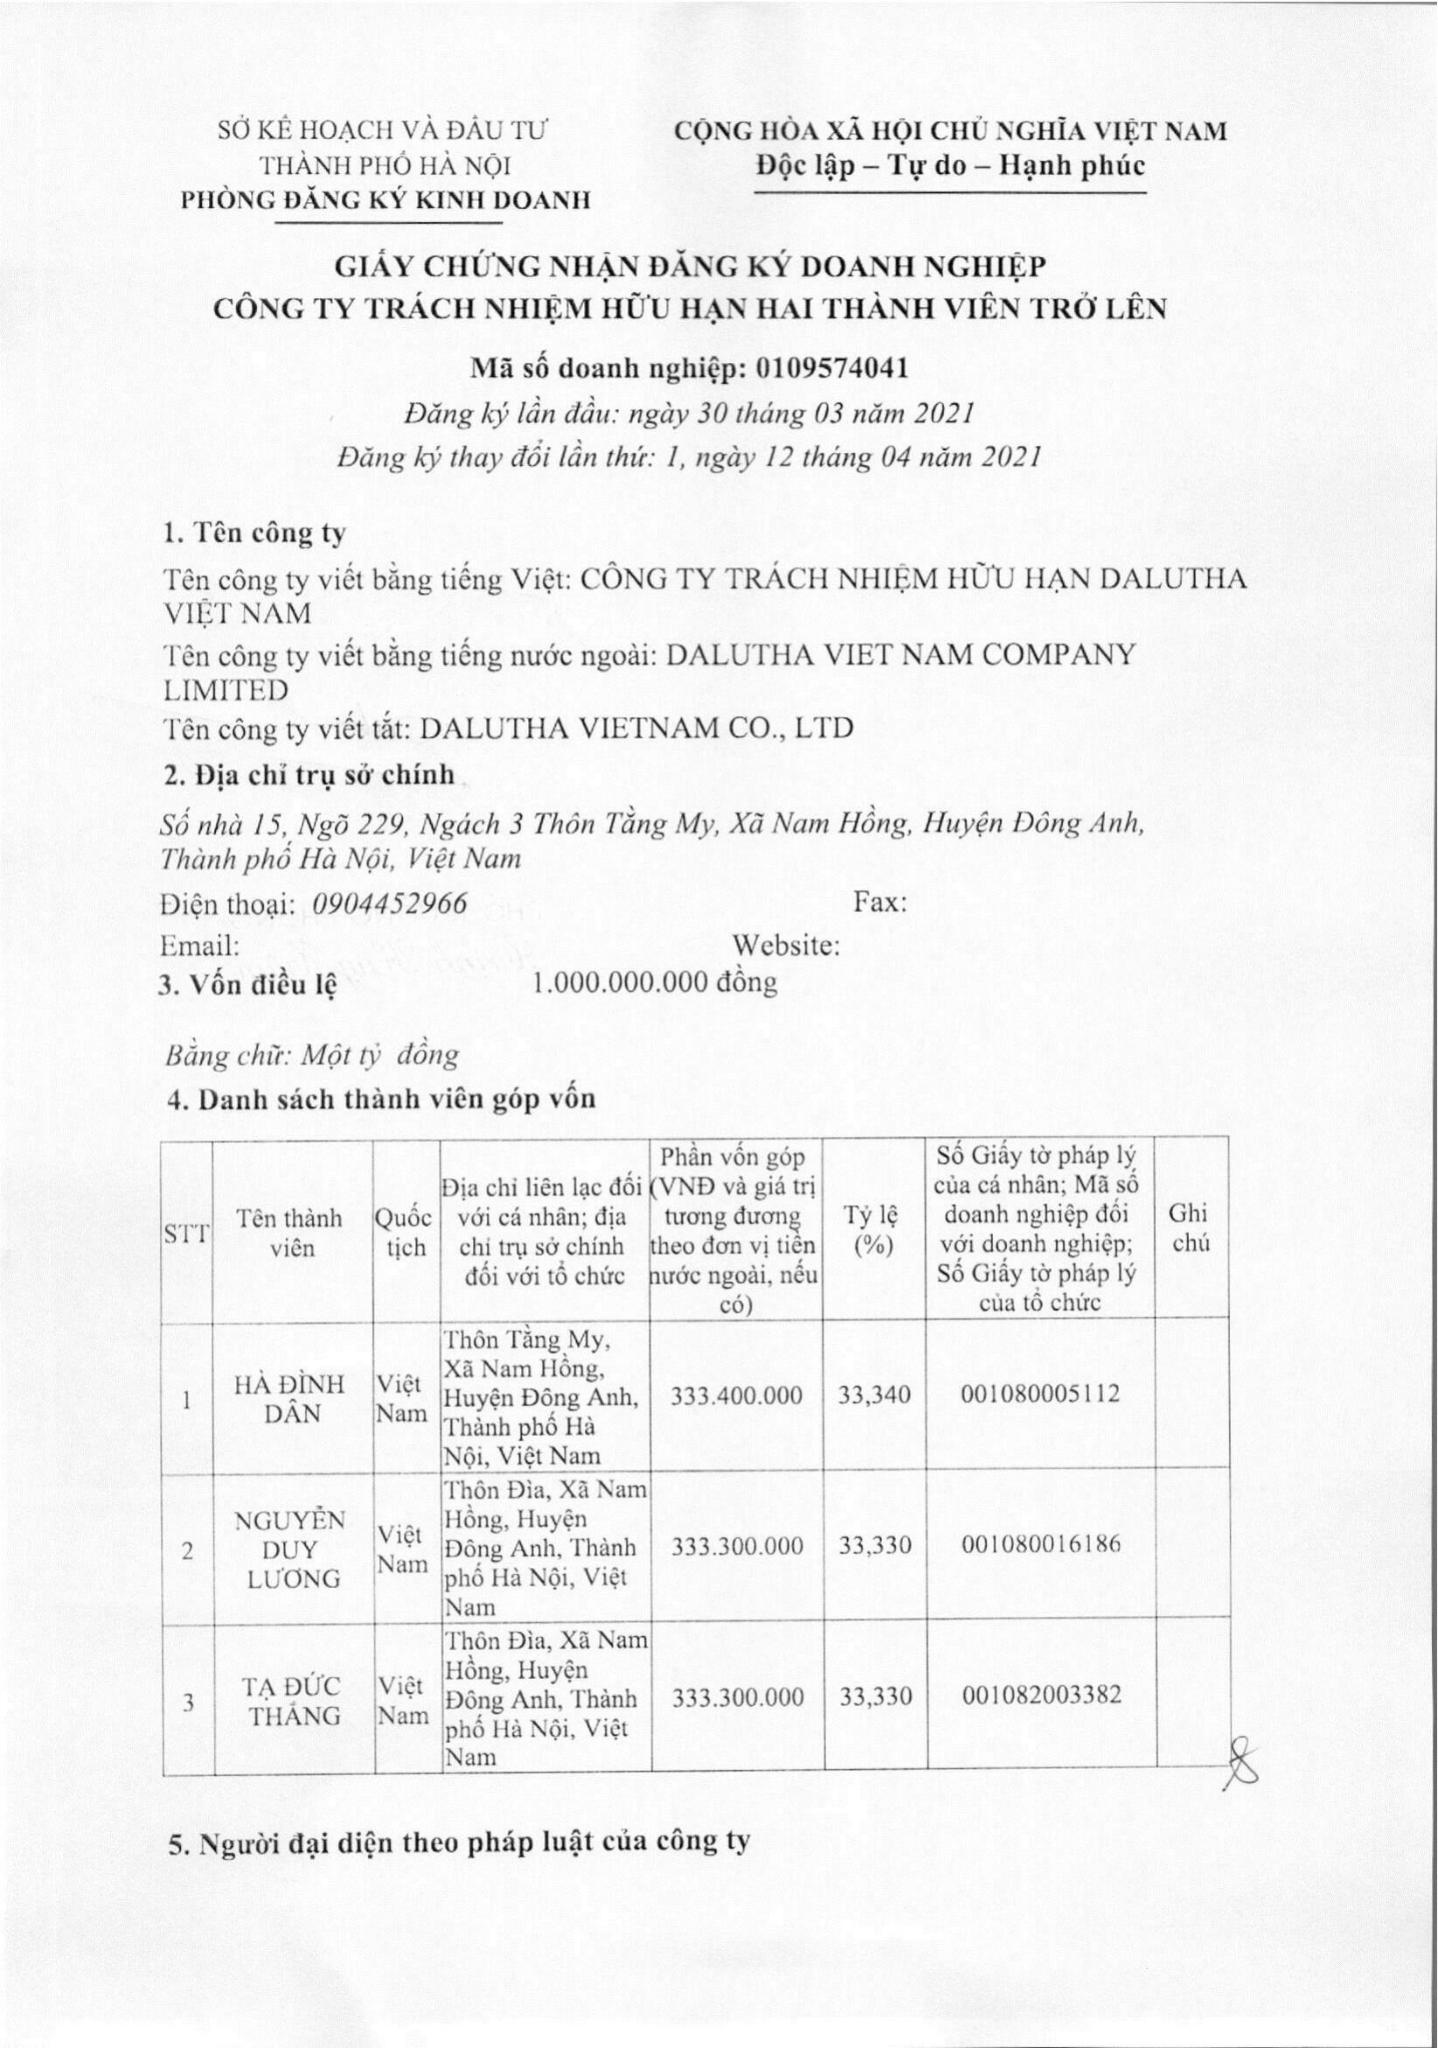 SỞ KẾ HOẠCH VÀ ĐẦU TƯ
THÀNH PHỐ HÀ NỘI
PHÒNG ĐĂNG KÝ KINH DOANH
CỘNG HÒA XÃ HỘI CHỦ NGHĨA VIỆT NAM
Độc lập – Tự do – Hạnh phúc
GIẤY CHỨNG NHẬN ĐĂNG KÝ DOANH NGHIỆP
CÔNG TY TRÁCH NHIỆM HỮU HẠN HAI THÀNH VIÊN TRỞ LÊN
Mã số doanh nghiệp: 0109574041
Đăng ký lần đầu: ngày 30 tháng 03 năm 2021
Đăng ký thay đổi lần thứ: 1, ngày 12 tháng 04 năm 2021
1. Tên công ty
Tên công ty viết bằng tiếng Việt: CÔNG TY TRÁCH NHIỆM HỮU HẠN DALUTHA
VIỆT NAM
Tên công ty viết bằng tiếng nước ngoài: DALUTHA VIET NAM COMPANY
LIMITED
Tên công ty viết tắt: DALUTHA VIETNAM CO., LTD
2. Địa chỉ trụ sở chính
Số nhà 15, Ngõ 229, Ngách 3 Thôn Tằng My, Xã Nam Hồng, Huyện Đông Anh,
Thành phố Hà Nội, Việt Nam
Điện thoại: 0904452966 Fax:
Email: Website:
3. Vốn điều lệ 1.000.000.000 đồng
Bằng chữ: Một tỷ đồng
4. Danh sách thành viên góp vốn
STT
Tên thành
viên
Quốc
tịch
Địa chỉ liên lạc đối
với cá nhân; địa
chỉ trụ sở chính
đối với tổ chức
Phần vốn góp
(VNĐ và giá trị
tương đương
theo đơn vị tiền
nước ngoài, nếu
có)
Tỷ lệ
(%)
Số Giấy tờ pháp lý
của cá nhân; Mã số
doanh nghiệp đối
với doanh nghiệp;
Số Giấy tờ pháp lý
của tổ chức
Ghi
chú
1
HÀ ĐÌNH
DÂN
Việt
Nam
Thôn Tằng My,
Xã Nam Hồng,
Huyện Đông Anh,
Thành phố Hà
Nội, Việt Nam
333.400.000
33,340
001080005112
2
NGUYỄN
DUY
LƯƠNG
Việt
Nam
Thôn Đìa, Xã Nam
Hồng, Huyện
Đông Anh, Thành
phố Hà Nội, Việt
Nam
333.300.000
33,330
001080016186
3
TẠ ĐỨC
THẮNG
Việt
Nam
Thôn Đìa, Xã Nam
Hồng, Huyện
Đông Anh, Thành
phố Hà Nội, Việt
Nam
333.300.000
33,330
001082003382
5. Người đại diện theo pháp luật của công ty